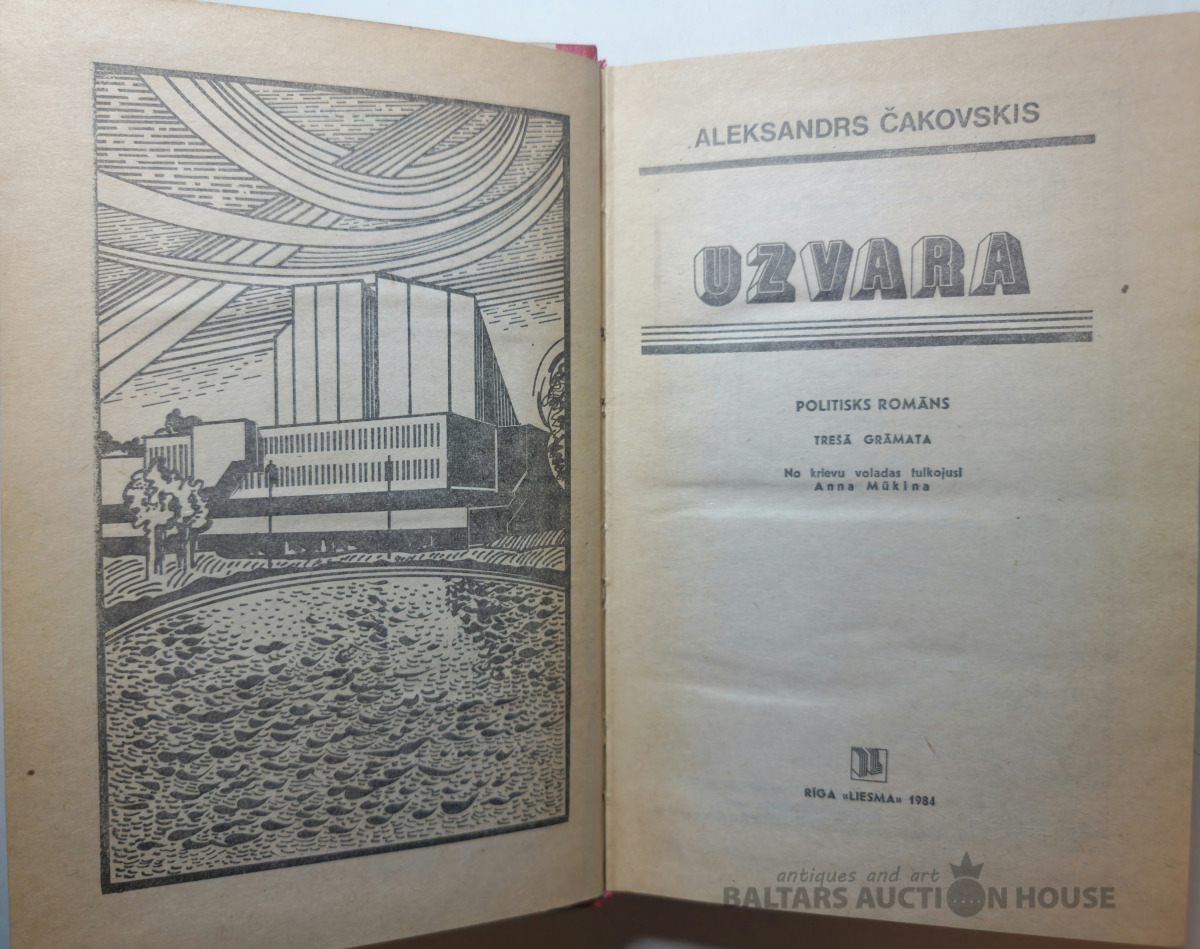 ALEKSANDRS ČAKOVSKIS
UZVARA
POLITISKS ROMĀNS
TREŠĀ GRĀMATA
No krievu valodas tulkojusi
Anna Mūkina
RĪGA «LIESMA» 1984
antiques and art
BALTARS AUCTION HOUSE